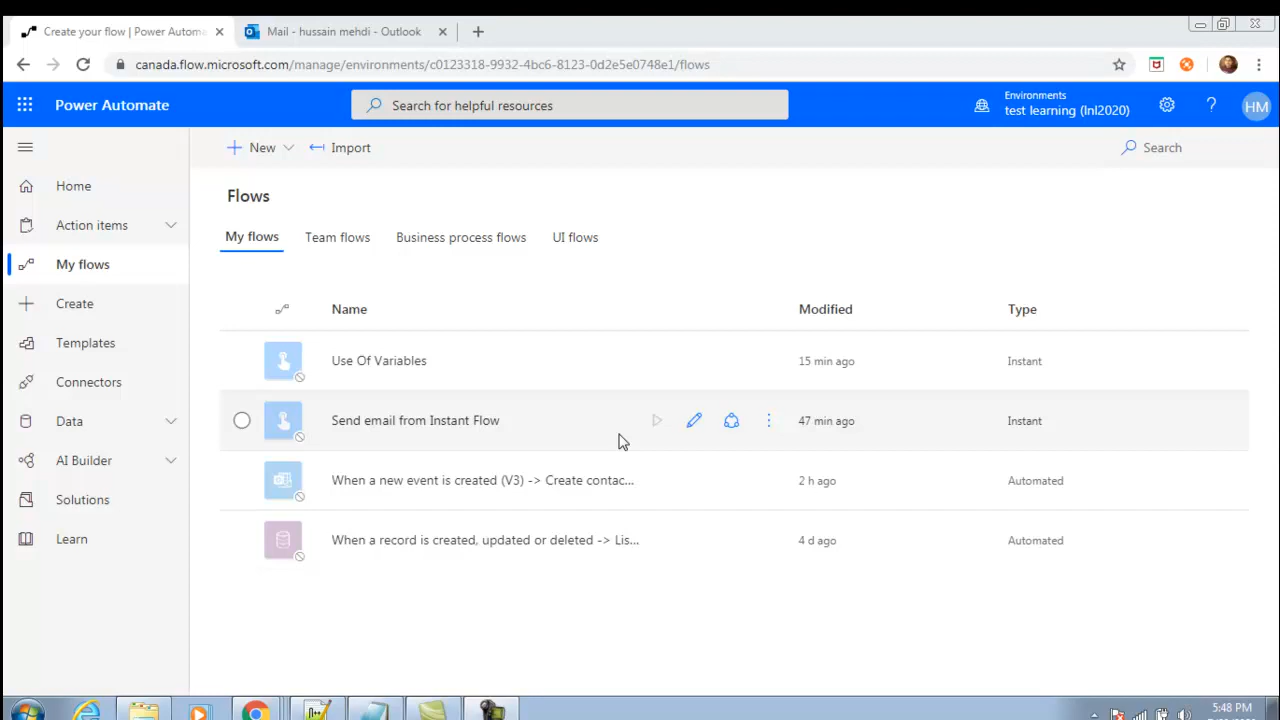 Create your flow | Power Automa
Mail - hussain mehdi - Outlook
canada.flow.microsoft.com/manage/environments/c0123318-9932-4bc6-8123-0d2e5e0748e1/flows
Power Automate
Search for helpful resources
Environments
test learning (lnl2020)
HM
New
Import
Search
Home
Action items
My flows
Create
Templates
Connectors
Data
AI Builder
Solutions
Learn
Flows
My flows
Team flows
Business process flows
UI flows
Name
Modified
Type
Use Of Variables
15 min ago
Instant
Send email from Instant Flow
47 min ago
Instant
When a new event is created (V3) -> Create contac...
2 h ago
Automated
When a record is created, updated or deleted -> Lis...
4 d ago
Automated
5:48 PM